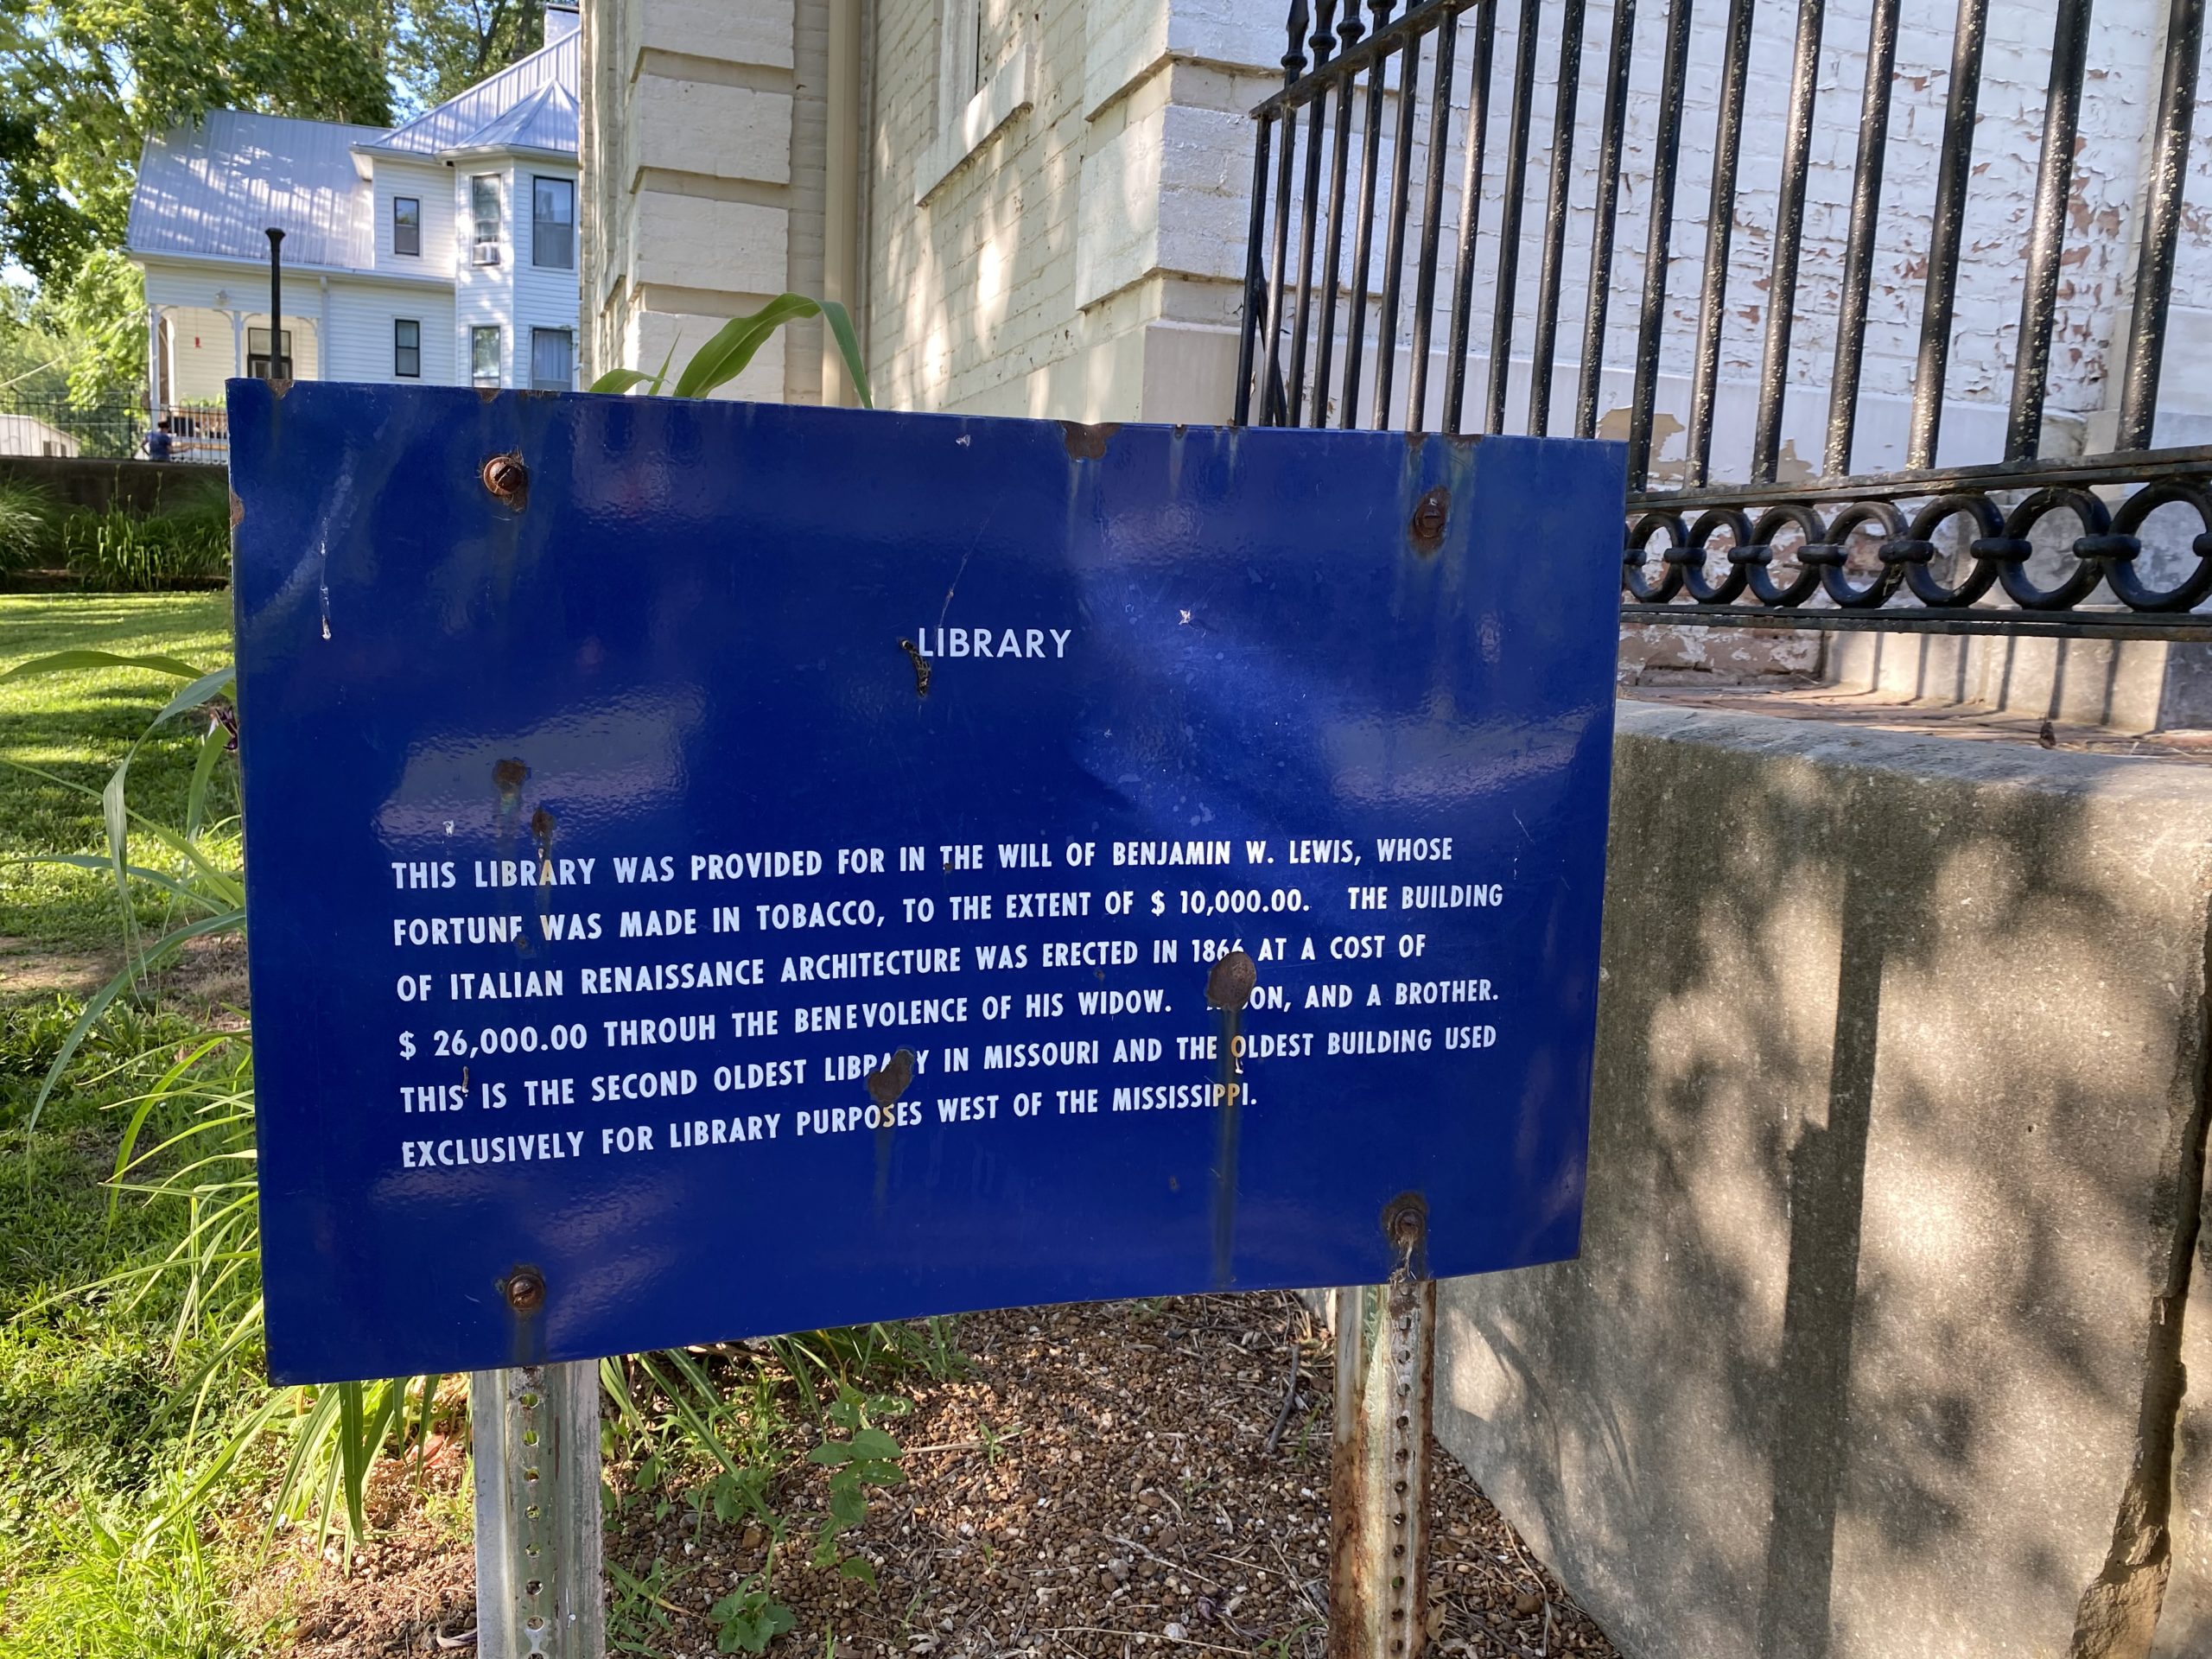 LIBRARY
THIS LIBRARY WAS PROVIDED FOR IN THE WILL OF BENJAMIN W. LEWIS, WHOSE
FORTUNE WAS MADE IN TOBACCO, TO THE EXTENT OF $ 10,000.00. THE BUILDING
OF ITALIAN RENAISSANCE ARCHITECTURE WAS ERECTED IN 1866 AT A COST OF
$ 26,000.00 THROUH THE BENEVOLENCE OF HIS WIDOW. A SON, AND A BROTHER.
THIS IS THE SECOND OLDEST LIBRARY IN MISSOURI AND THE OLDEST BUILDING USED
EXCLUSIVELY FOR LIBRARY PURPOSES WEST OF THE MISSISSIPPI.